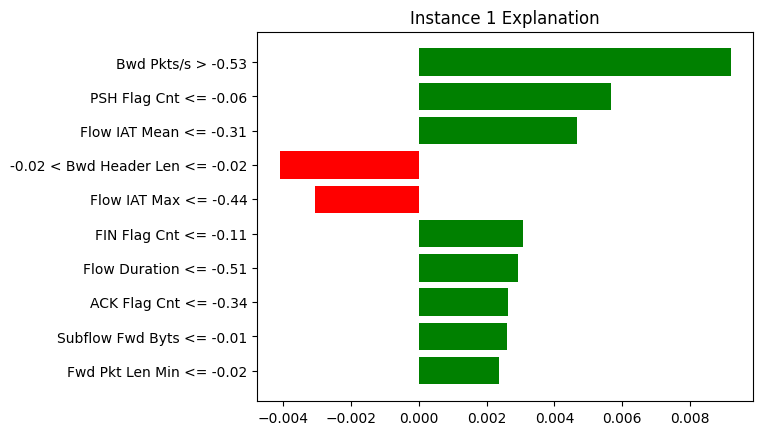 Instance 1 Explanation
Bwd Pkts/s > -0.53
PSH Flag Cnt <= -0.06
Flow IAT Mean <= -0.31
-0.02 < Bwd Header Len <= -0.02
Flow IAT Max <= -0.44
FIN Flag Cnt <= -0.11
Flow Duration <= -0.51
ACK Flag Cnt <= -0.34
Subflow Fwd Byts <= -0.01
Fwd Pkt Len Min <= -0.02
−0.004 −0.002 0.000 0.002 0.004 0.006 0.008